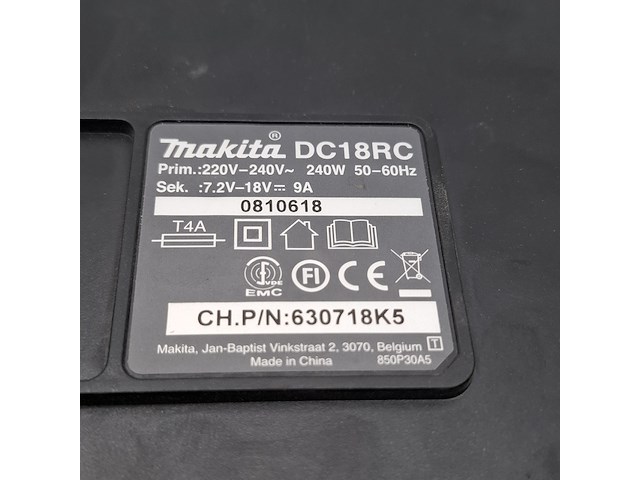 makita® DC18RC
Prim.:220V–240V~ 240W 50–60Hz
Sek. :7.2V–18V⎓ 9A
0810618
T4A
VDE
EMC
FI
CE
CH.P/N:630718K5
Makita, Jan-Baptist Vinkstraat 2, 3070, Belgium T
Made in China 850P30A5